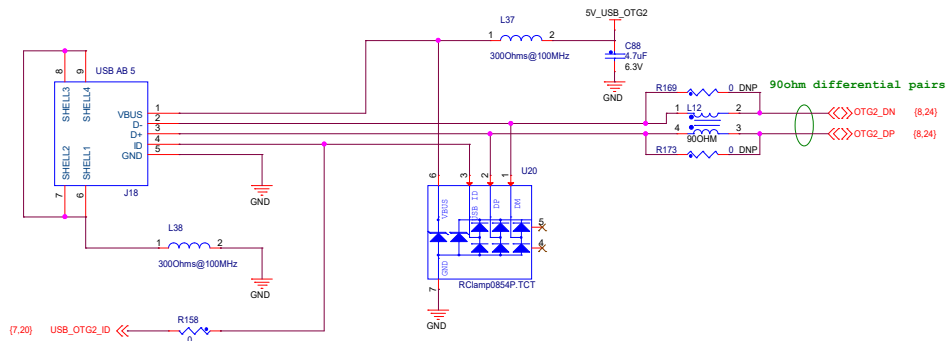 5V_USB_OTG2
L37
1 2
300Ohms@100MHz
C88
4.7uF
6.3V
GND
USB AB 5
8 9
SHELL3
SHELL4
VBUS 1
D- 2
D+ 3
ID 4
GND 5
SHELL2
SHELL1
7 6
J18
GND
R169 0 DNP
90ohm differential pairs
1 L12 2
OTG2_DN {8,24}
4 3
OTG2_DP {8,24}
90OHM
R173 0 DNP
U20
6 3 2 1
VBUS
USB ID
DP
DM
5
4
GND
RClamp0854P.TCT
7
GND
L38
1 2
300Ohms@100MHz
GND
R158
{7,20} USB_OTG2_ID
0